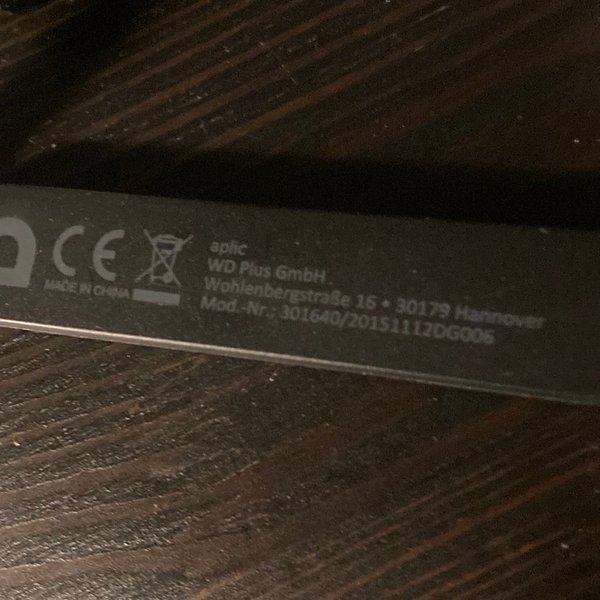 CE
MADE IN CHINA
aplic
WD Plus GmbH
Wohlenbergstraße 16 • 30179 Hannover
Mod.-Nr.: 301640/20151112DG006